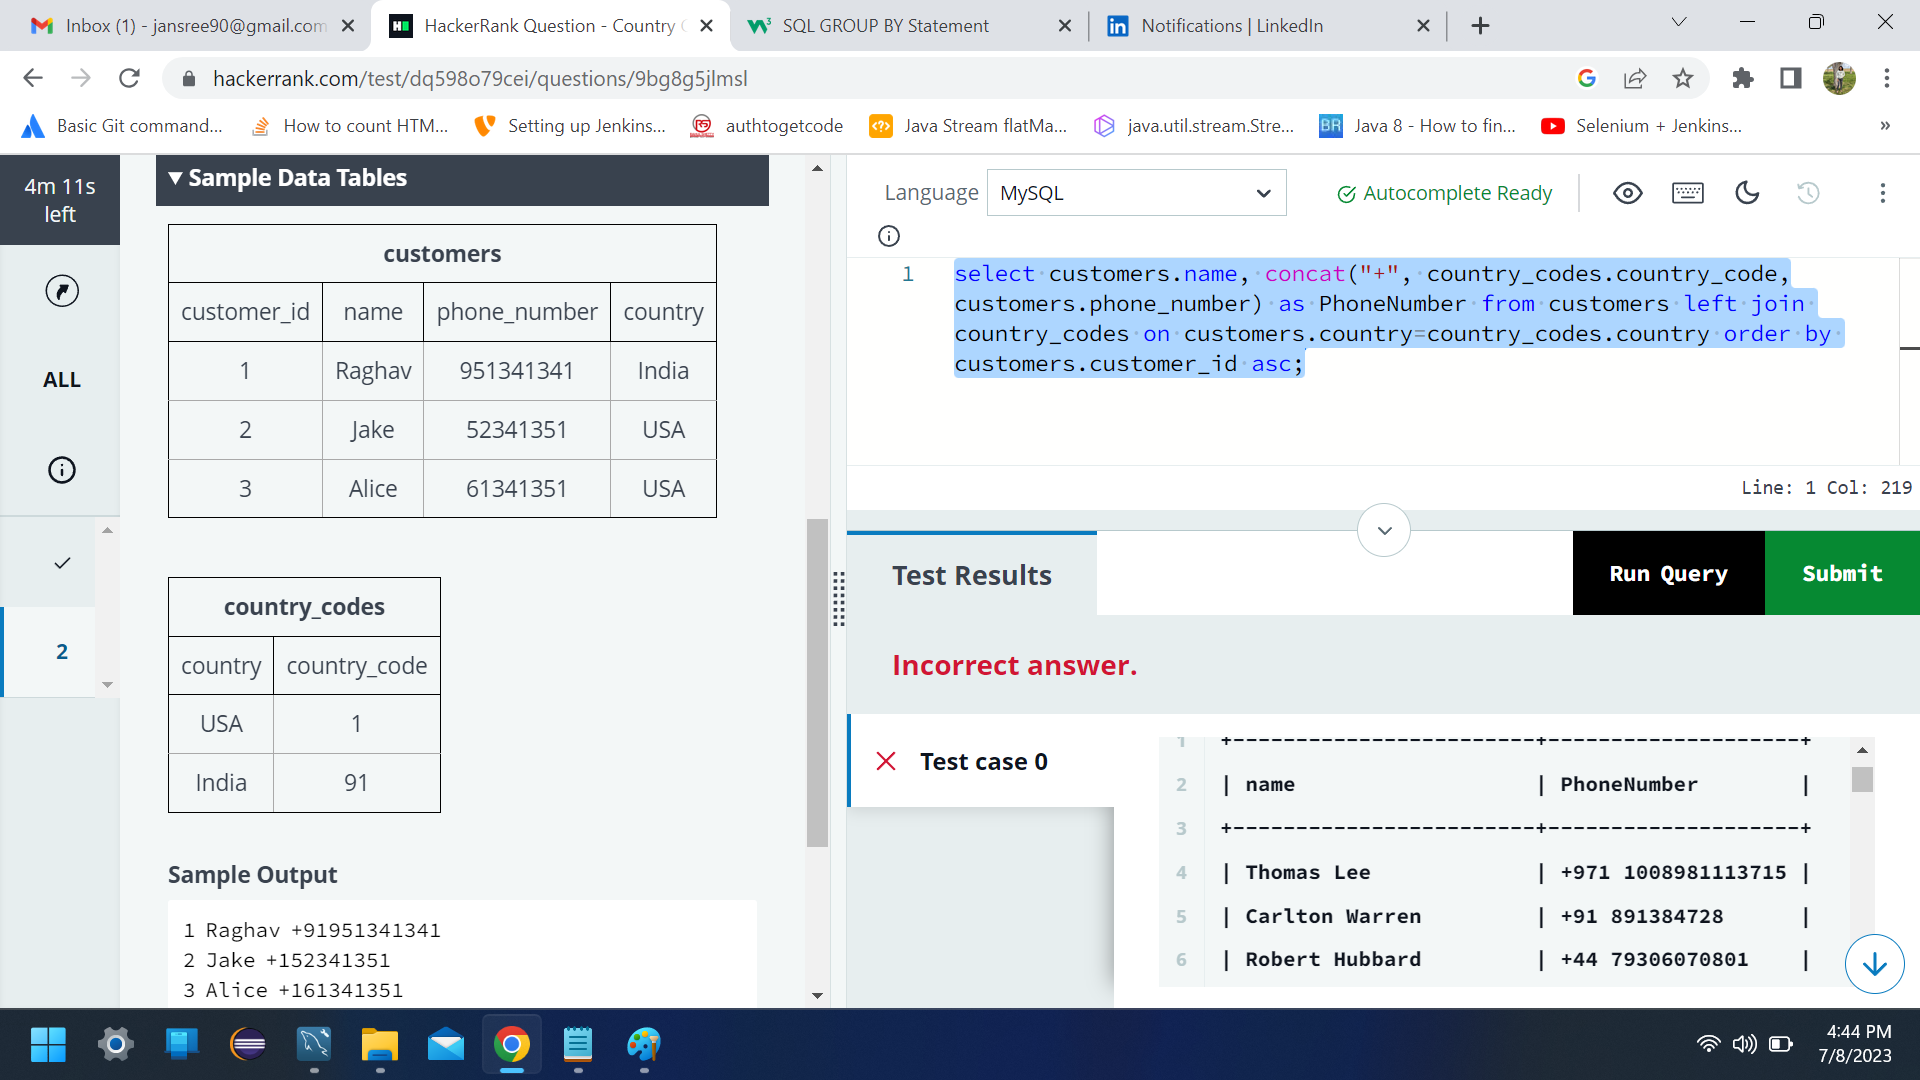 Inbox (1) - jansree90@gmail.com
HackerRank Question - Country C
SQL GROUP BY Statement
Notifications | LinkedIn
hackerrank.com/test/dq598o79cei/questions/9bg8g5jlmsl
Basic Git command...
How to count HTM...
Setting up Jenkins...
authtogetcode
Java Stream flatMa...
java.util.stream.Stre...
BR Java 8 - How to fin...
Selenium + Jenkins...
»
4m 11s
left
ALL
2
Sample Data Tables
customers
customer_id name phone_number country
1 Raghav 951341341 India
2 Jake 52341351 USA
3 Alice 61341351 USA
country_codes
country country_code
USA 1
India 91
Sample Output
1 Raghav +91951341341
2 Jake +152341351
3 Alice +161341351
Language MySQL
Autocomplete Ready
1 select customers.name, concat("+", country_codes.country_code,
customers.phone_number) as PhoneNumber from customers left join
country_codes on customers.country=country_codes.country order by
customers.customer_id asc;
Line: 1 Col: 219
Test Results
Run Query
Submit
Incorrect answer.
Test case 0
1 +------------------------+--------------------+
2 | name | PhoneNumber |
3 +------------------------+--------------------+
4 | Thomas Lee | +971 1008981113715 |
5 | Carlton Warren | +91 891384728 |
6 | Robert Hubbard | +44 79306070801 |
4:44 PM
7/8/2023